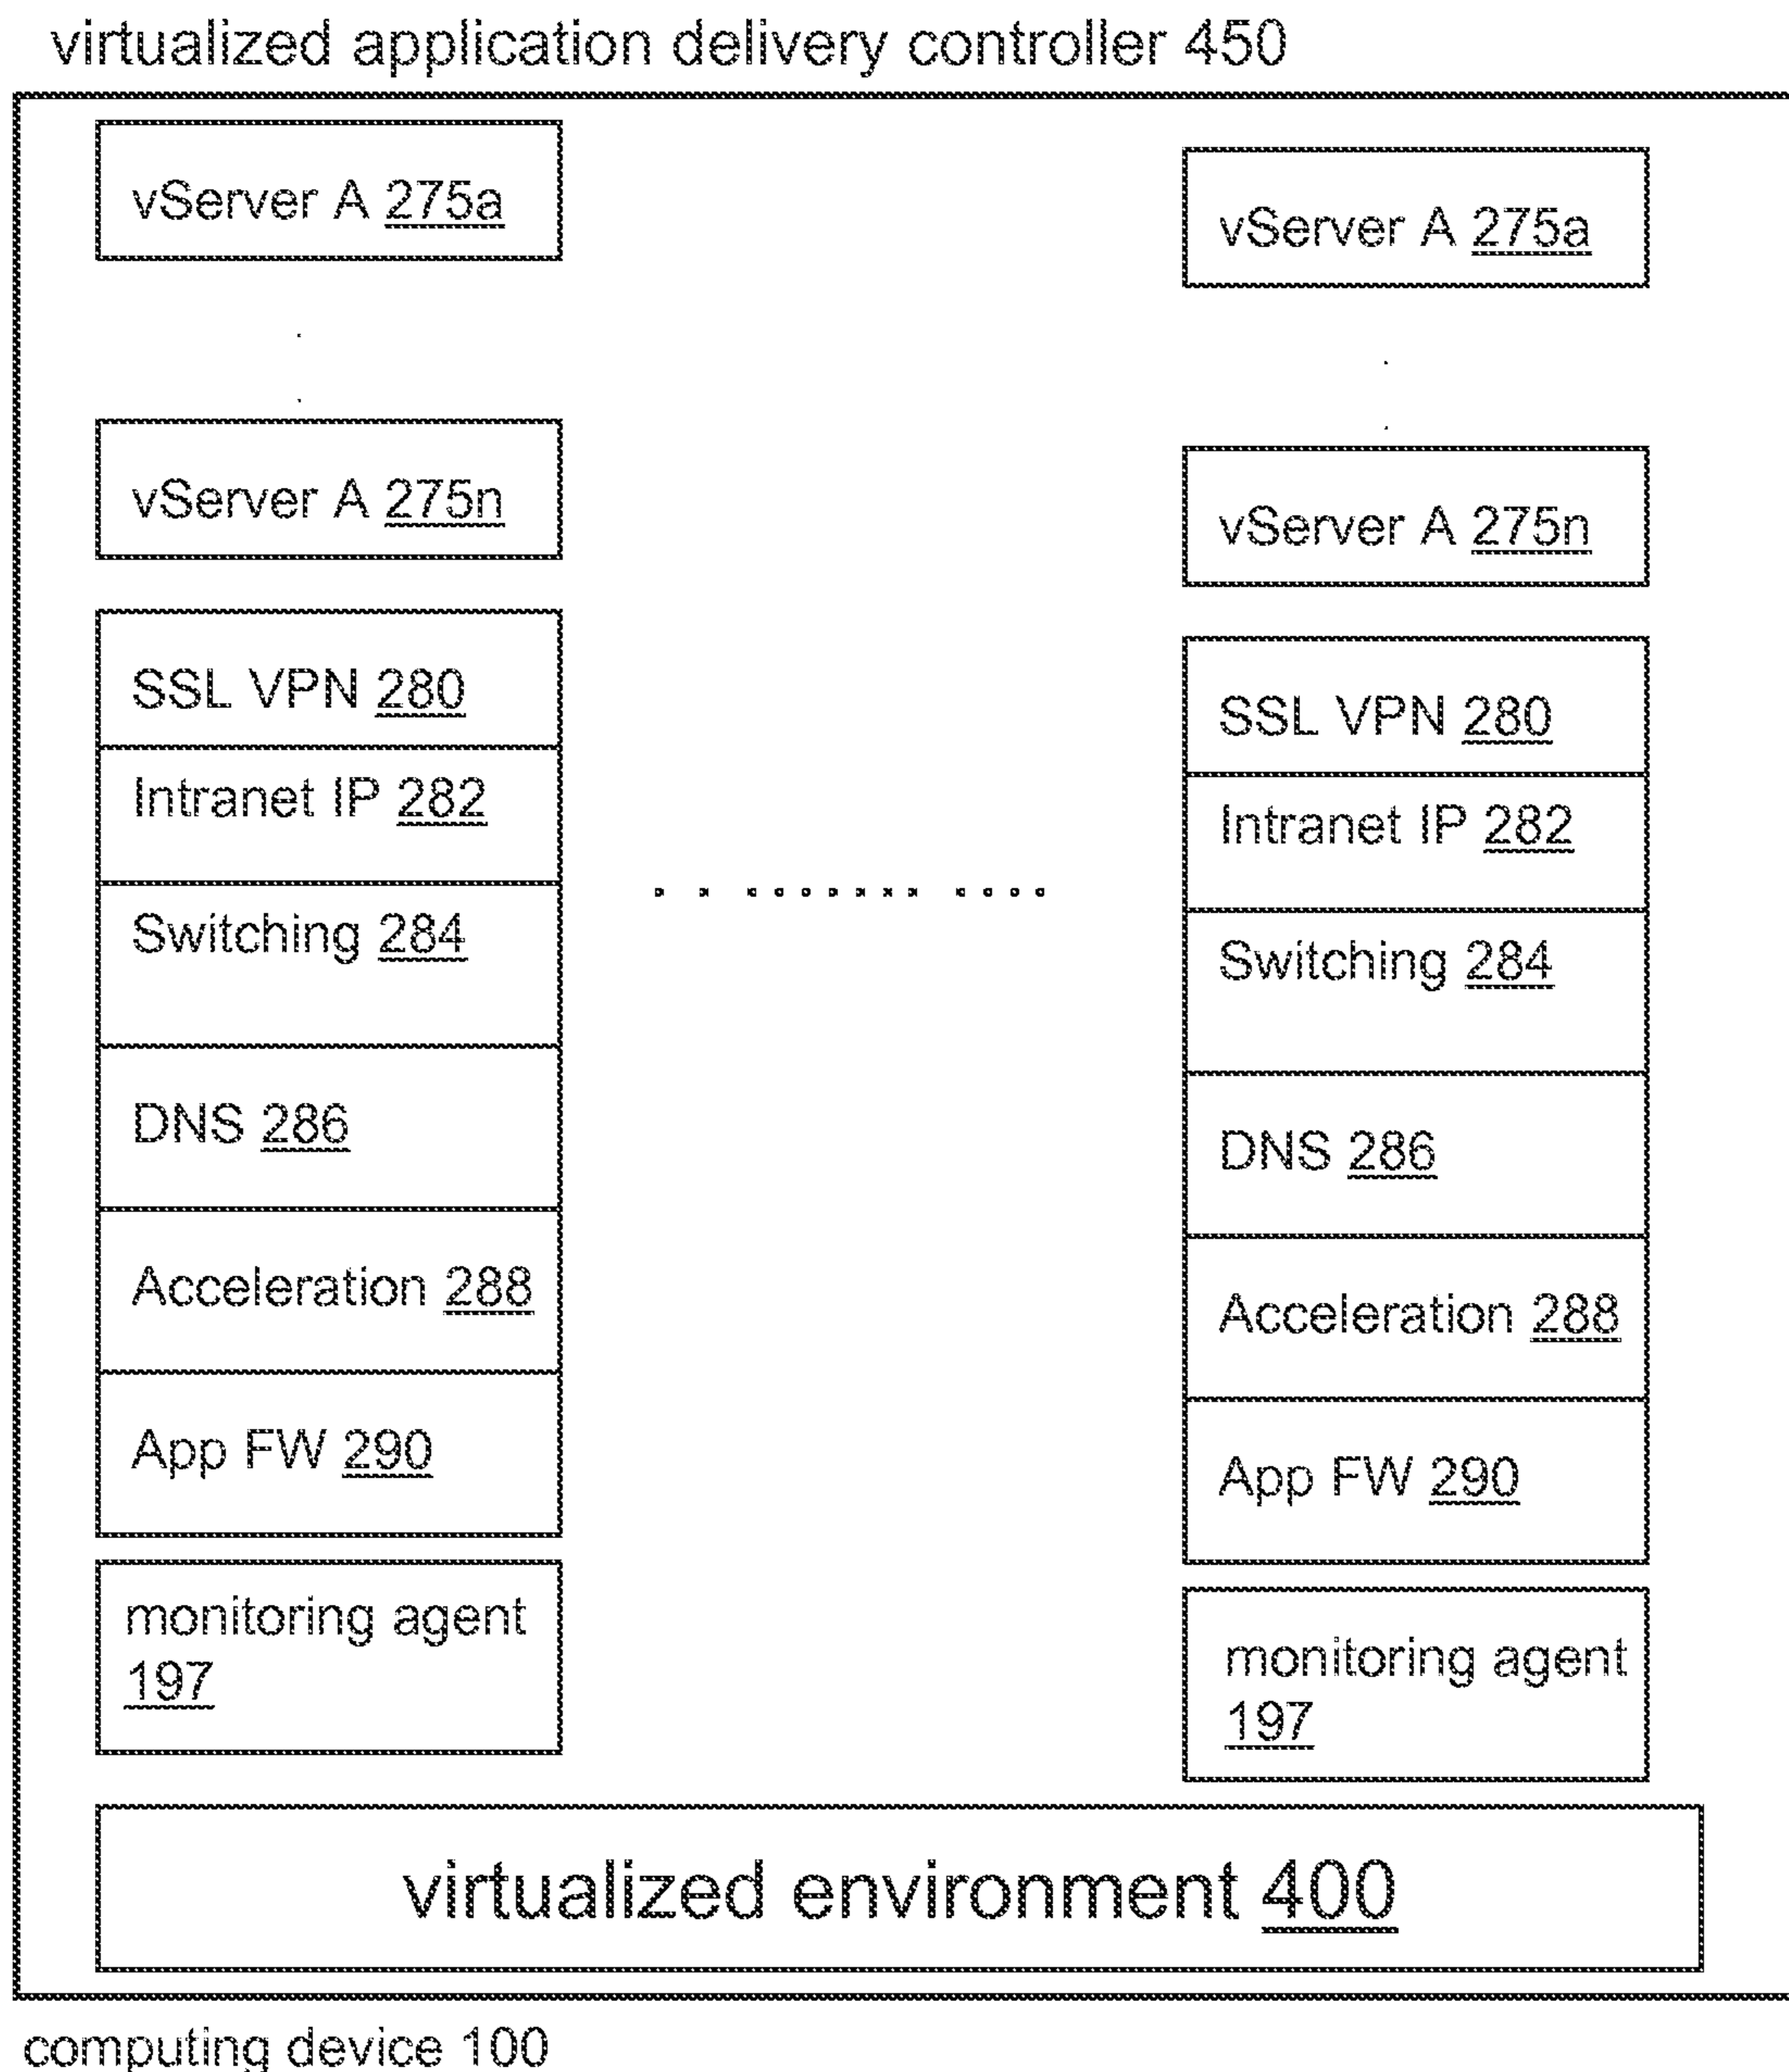 virtualized application delivery controller 450
vServer A 275a
vServer A 275n
SSL VPN 280
Intranet IP 282
Switching 284
DNS 286
Acceleration 288
App FW 290
monitoring agent
197
vServer A 275a
vServer A 275n
SSL VPN 280
Intranet IP 282
Switching 284
DNS 286
Acceleration 288
App FW 290
monitoring agent
197
virtualized environment 400
computing device 100